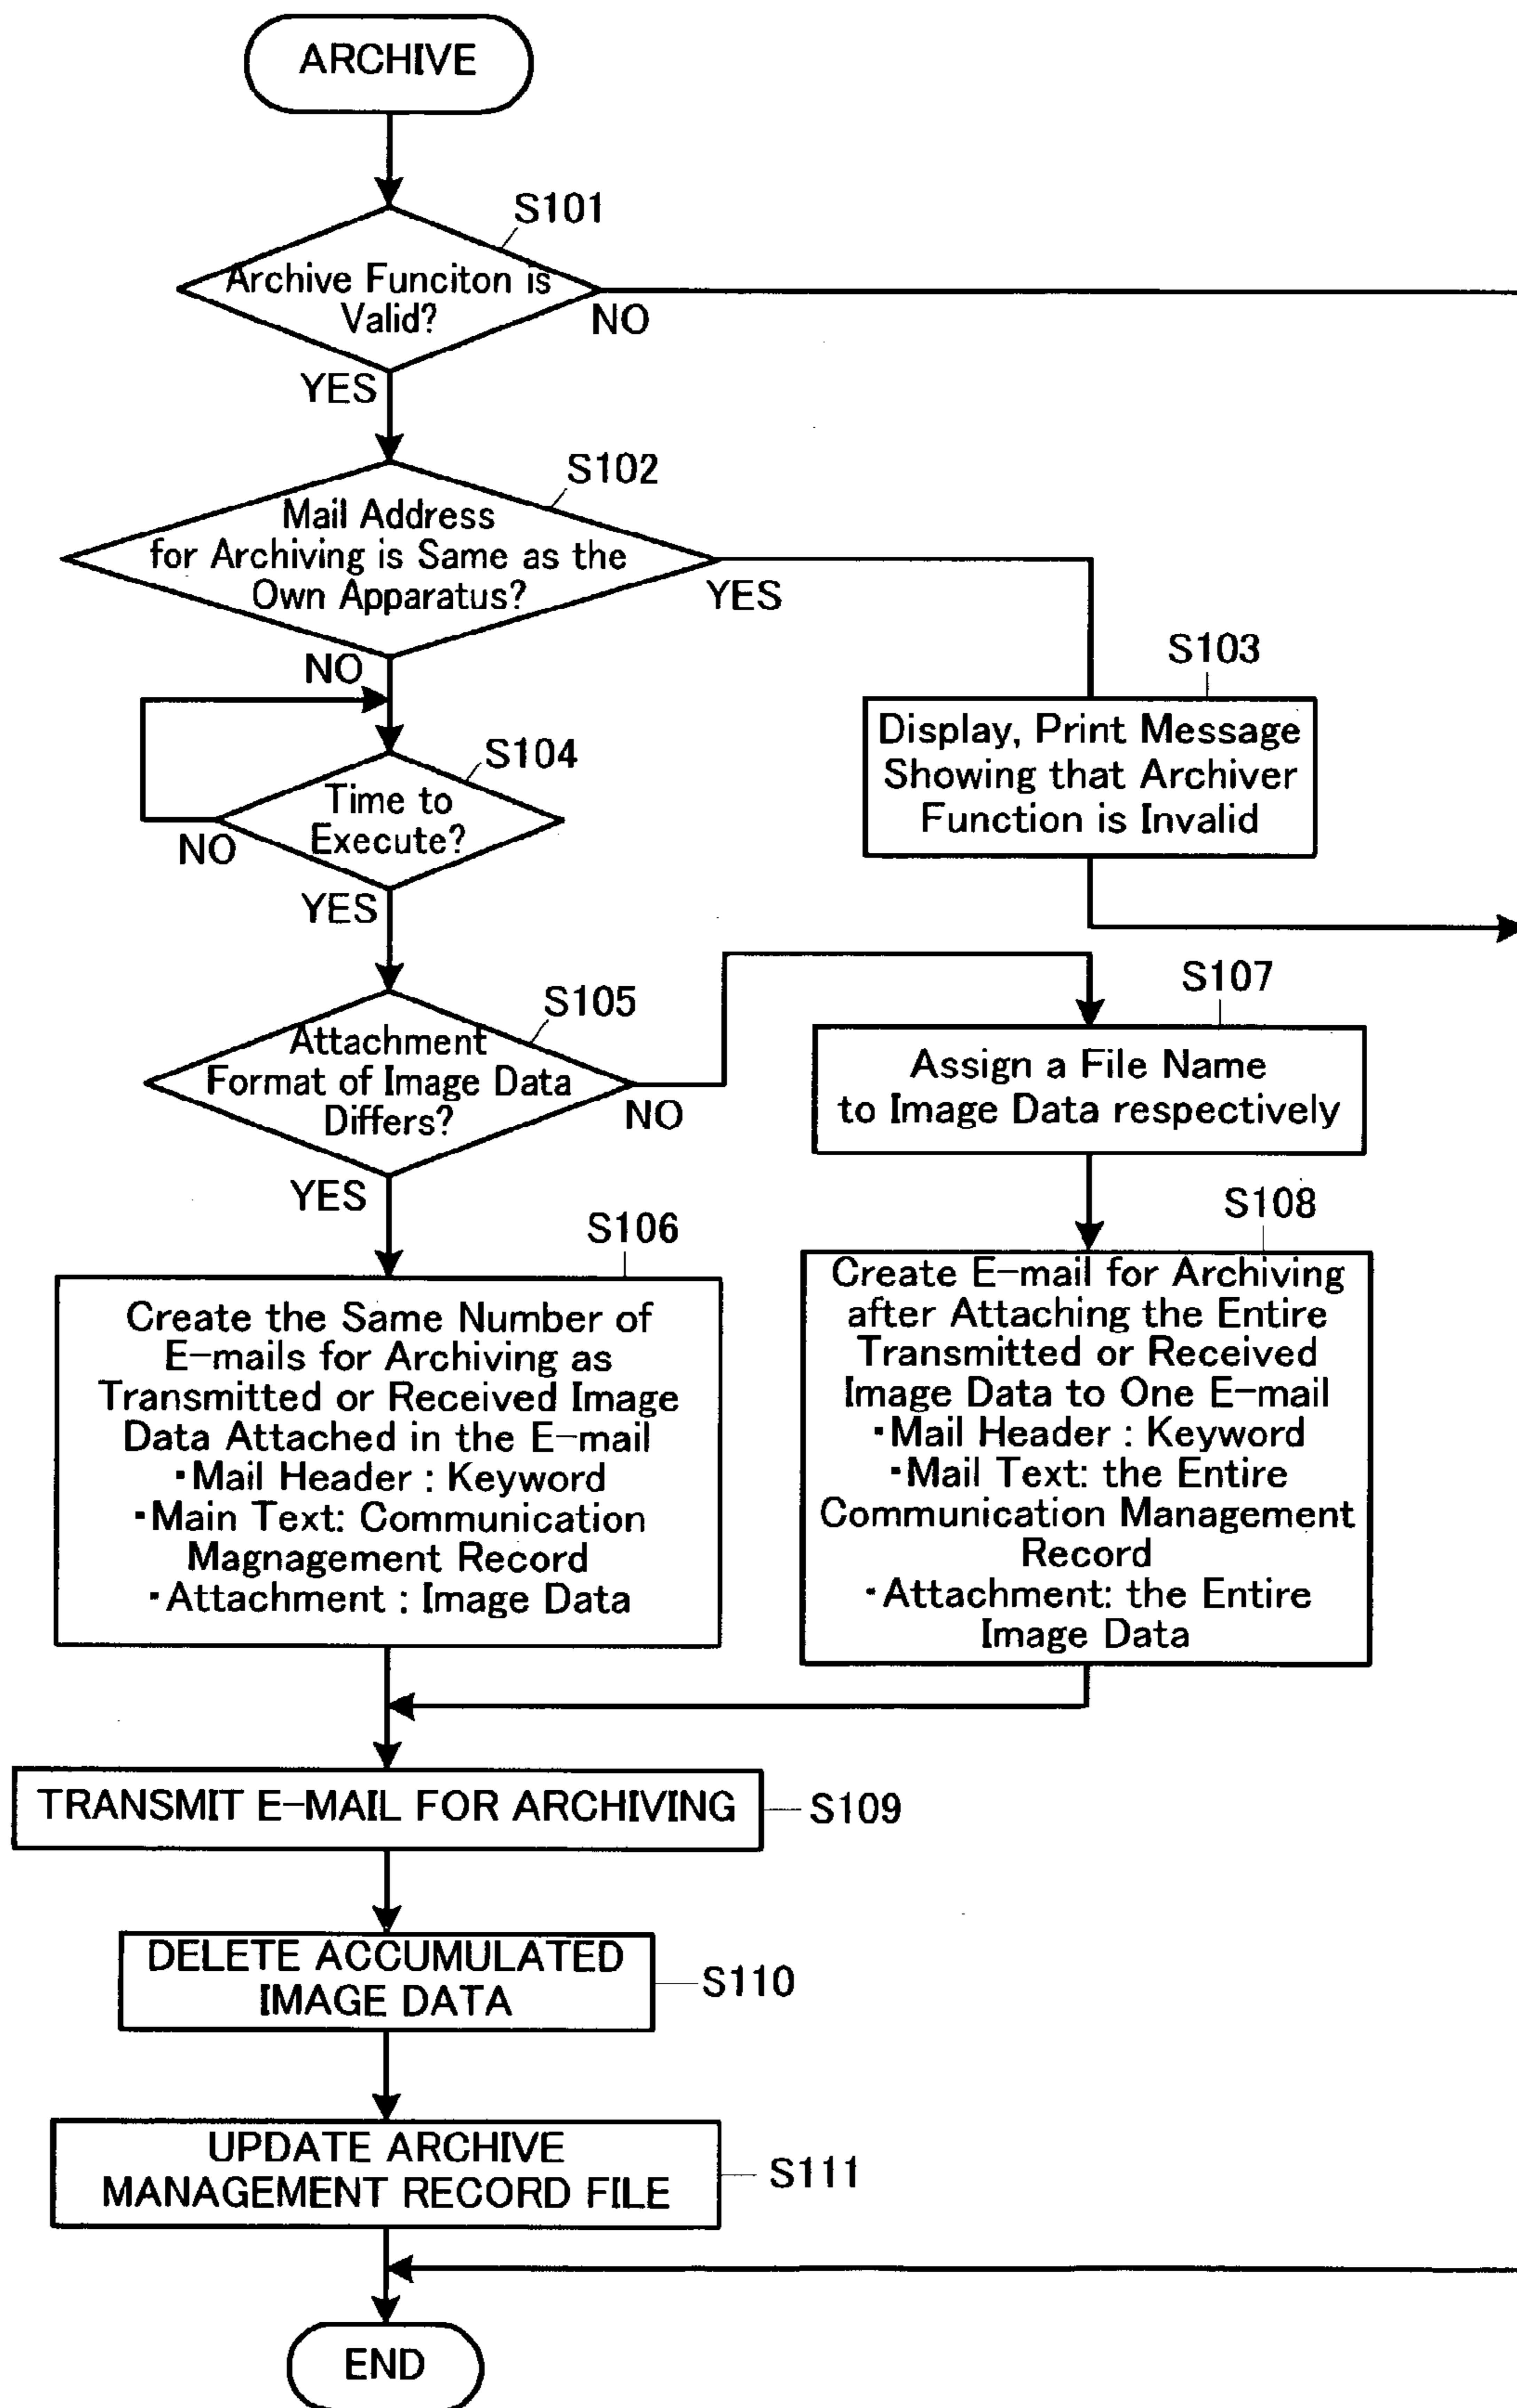 ARCHIVE
S101
Archive Funciton is
Valid?
NO
YES
S102
Mail Address
for Archiving is Same as the
Own Apparatus?
YES
NO
S103
Display, Print Message
Showing that Archiver
Function is Invalid
S104
Time to
Execute?
NO
YES
S105
Attachment
Format of Image Data
Differs?
NO
YES
S107
Assign a File Name
to Image Data respectively
S106
Create the Same Number of
E-mails for Archiving as
Transmitted or Received Image
Data Attached in the E-mail
・Mail Header : Keyword
・Main Text: Communication
Magnagement Record
・Attachment : Image Data
S108
Create E-mail for Archiving
after Attaching the Entire
Transmitted or Received
Image Data to One E-mail
・Mail Header : Keyword
・Mail Text: the Entire
Communication Management
Record
・Attachment: the Entire
Image Data
TRANSMIT E-MAIL FOR ARCHIVING
S109
DELETE ACCUMULATED
IMAGE DATA
S110
UPDATE ARCHIVE
MANAGEMENT RECORD FILE
S111
END